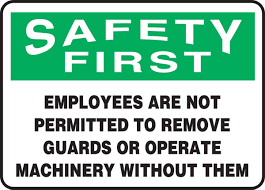 SAFETY
FIRST
EMPLOYEES ARE NOT
PERMITTED TO REMOVE
GUARDS OR OPERATE
MACHINERY WITHOUT THEM